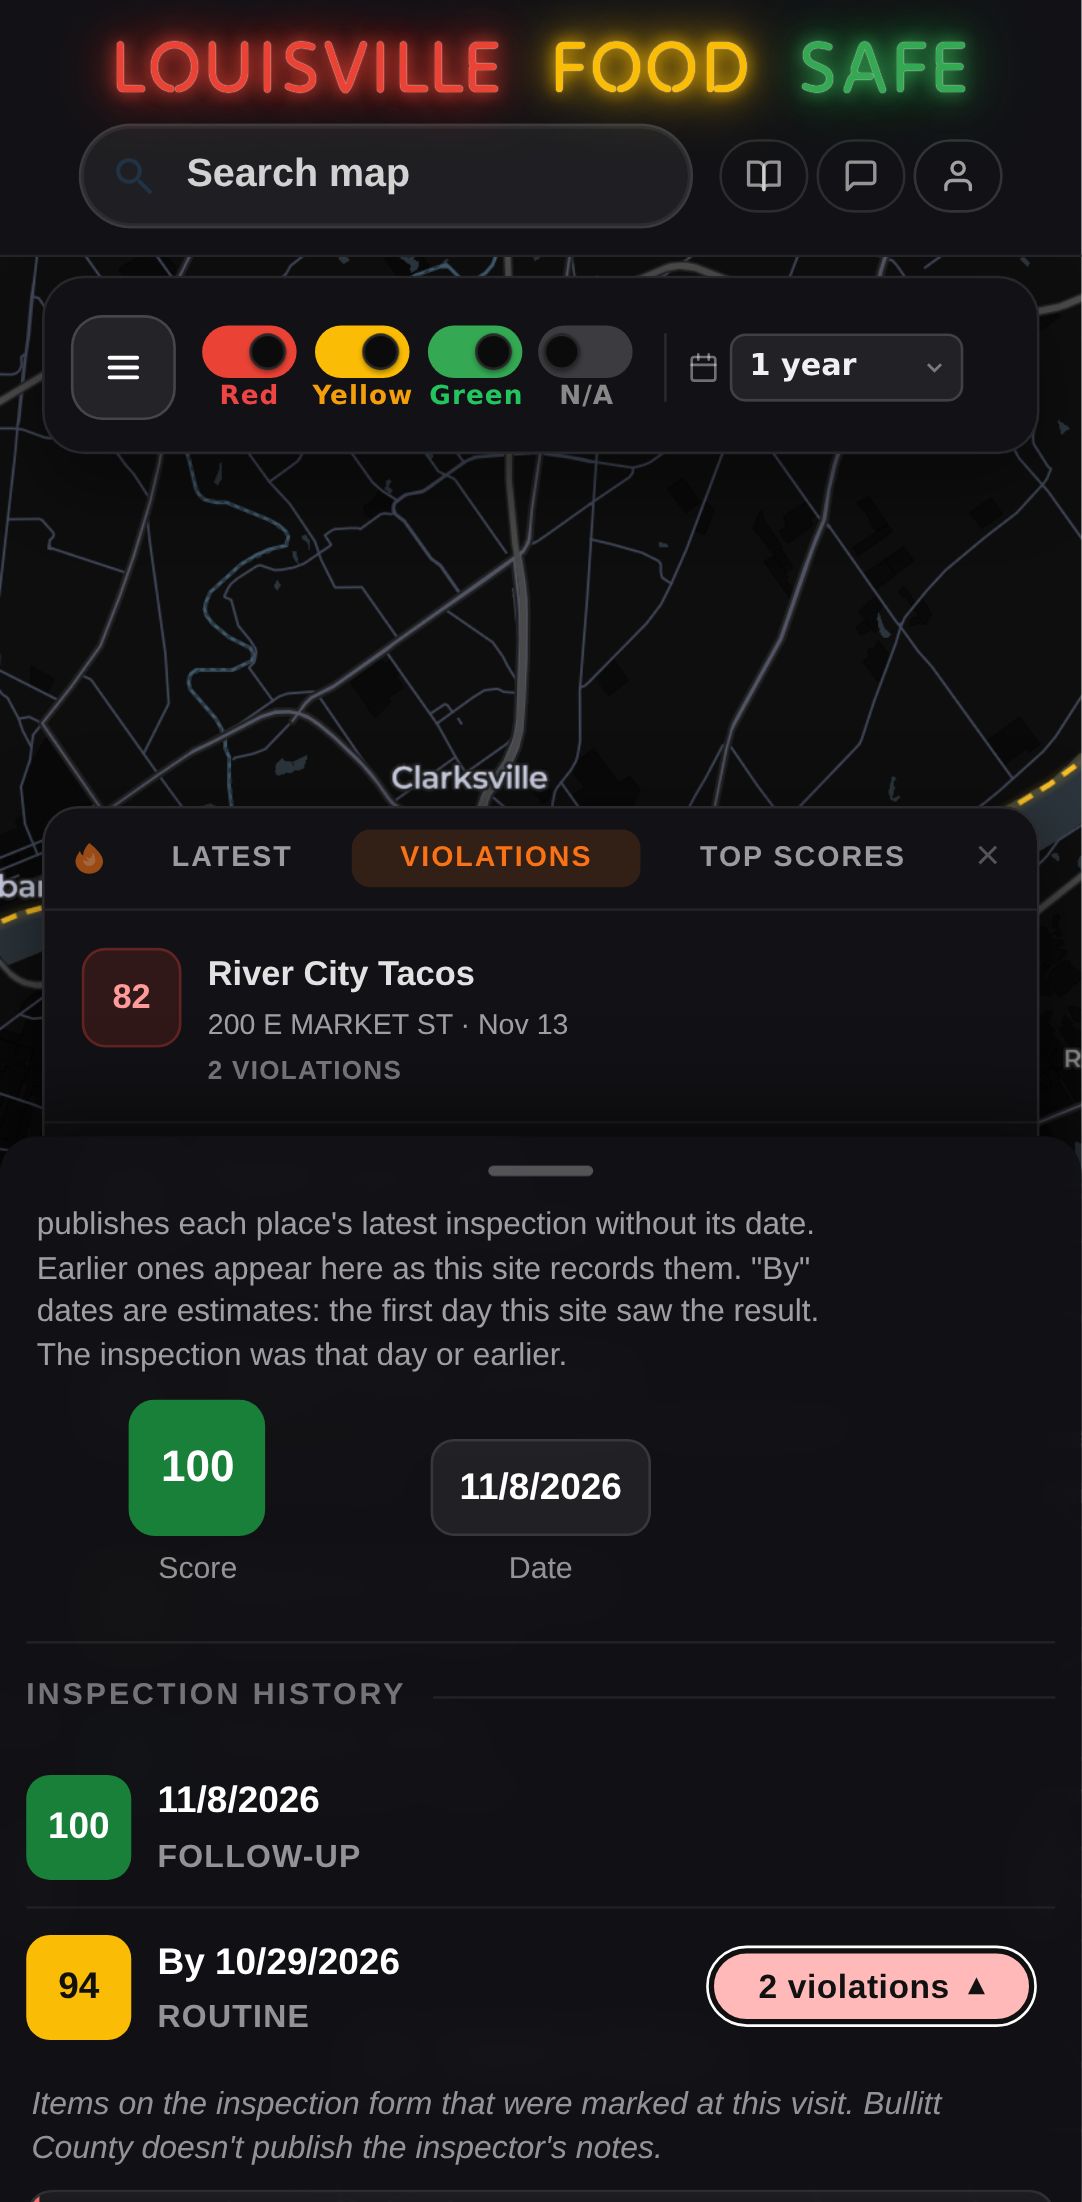 LOUISVILLE FOOD SAFE
Search map
Red Yellow Green N/A
1 year
Clarksville
LATEST VIOLATIONS TOP SCORES
82
River City Tacos
200 E MARKET ST · Nov 13
2 VIOLATIONS
publishes each place's latest inspection without its date.
Earlier ones appear here as this site records them. "By"
dates are estimates: the first day this site saw the result.
The inspection was that day or earlier.
100
11/8/2026
Score
Date
INSPECTION HISTORY
100
11/8/2026
FOLLOW-UP
94
By 10/29/2026
ROUTINE
2 violations ▲
Items on the inspection form that were marked at this visit. Bullitt
County doesn't publish the inspector's notes.